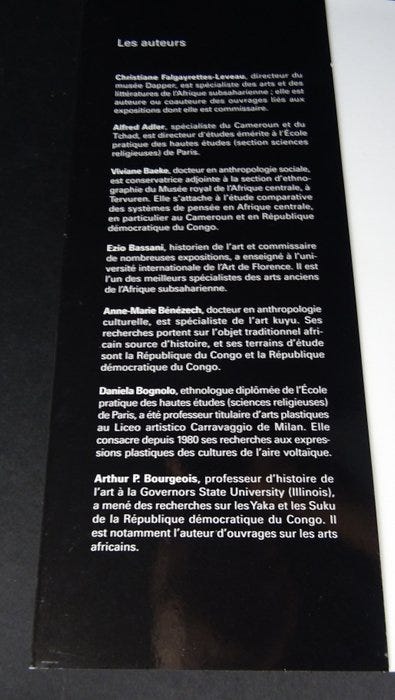 Les auteurs
Christiane Falgayrettes-Leveau, directeur du
musée Dapper, est spécialiste des arts et des
littératures de l'Afrique subsaharienne ; elle est
auteure ou coauteure des ouvrages liés aux
expositions dont elle est commissaire.
Alfred Adler, spécialiste du Cameroun et du
Tchad, est directeur d'études émérite à l'École
pratique des hautes études (section sciences
religieuses) de Paris.
Viviane Baeke, docteur en anthropologie sociale,
est conservatrice adjointe à la section d'ethno-
graphie du Musée royal de l'Afrique centrale, à
Tervuren. Elle s'attache à l'étude comparative
des systèmes de pensée en Afrique centrale,
en particulier au Cameroun et en République
démocratique du Congo.
Ezio Bassani, historien de l'art et commissaire
de nombreuses expositions, a enseigné à l'uni-
versité internationale de l'Art de Florence. Il est
l'un des meilleurs spécialistes des arts anciens
de l'Afrique subsaharienne.
Anne-Marie Bénézech, docteur en anthropologie
culturelle, est spécialiste de l'art kuyu. Ses
recherches portent sur l'objet traditionnel afri-
cain source d'histoire, et ses terrains d'étude
sont la République du Congo et la République
démocratique du Congo.
Daniela Bognolo, ethnologue diplômée de l'École
pratique des hautes études (sciences religieuses)
de Paris, a été professeur titulaire d'arts plastiques
au Liceo artistico Carravaggio de Milan. Elle
consacre depuis 1980 ses recherches aux expres-
sions plastiques des cultures de l'aire voltaïque.
Arthur P. Bourgeois, professeur d'histoire de
l'art à la Governors State University (Illinois),
a mené des recherches sur les Yaka et les Suku
de la République démocratique du Congo. Il
est notamment l'auteur d'ouvrages sur les arts
africains.